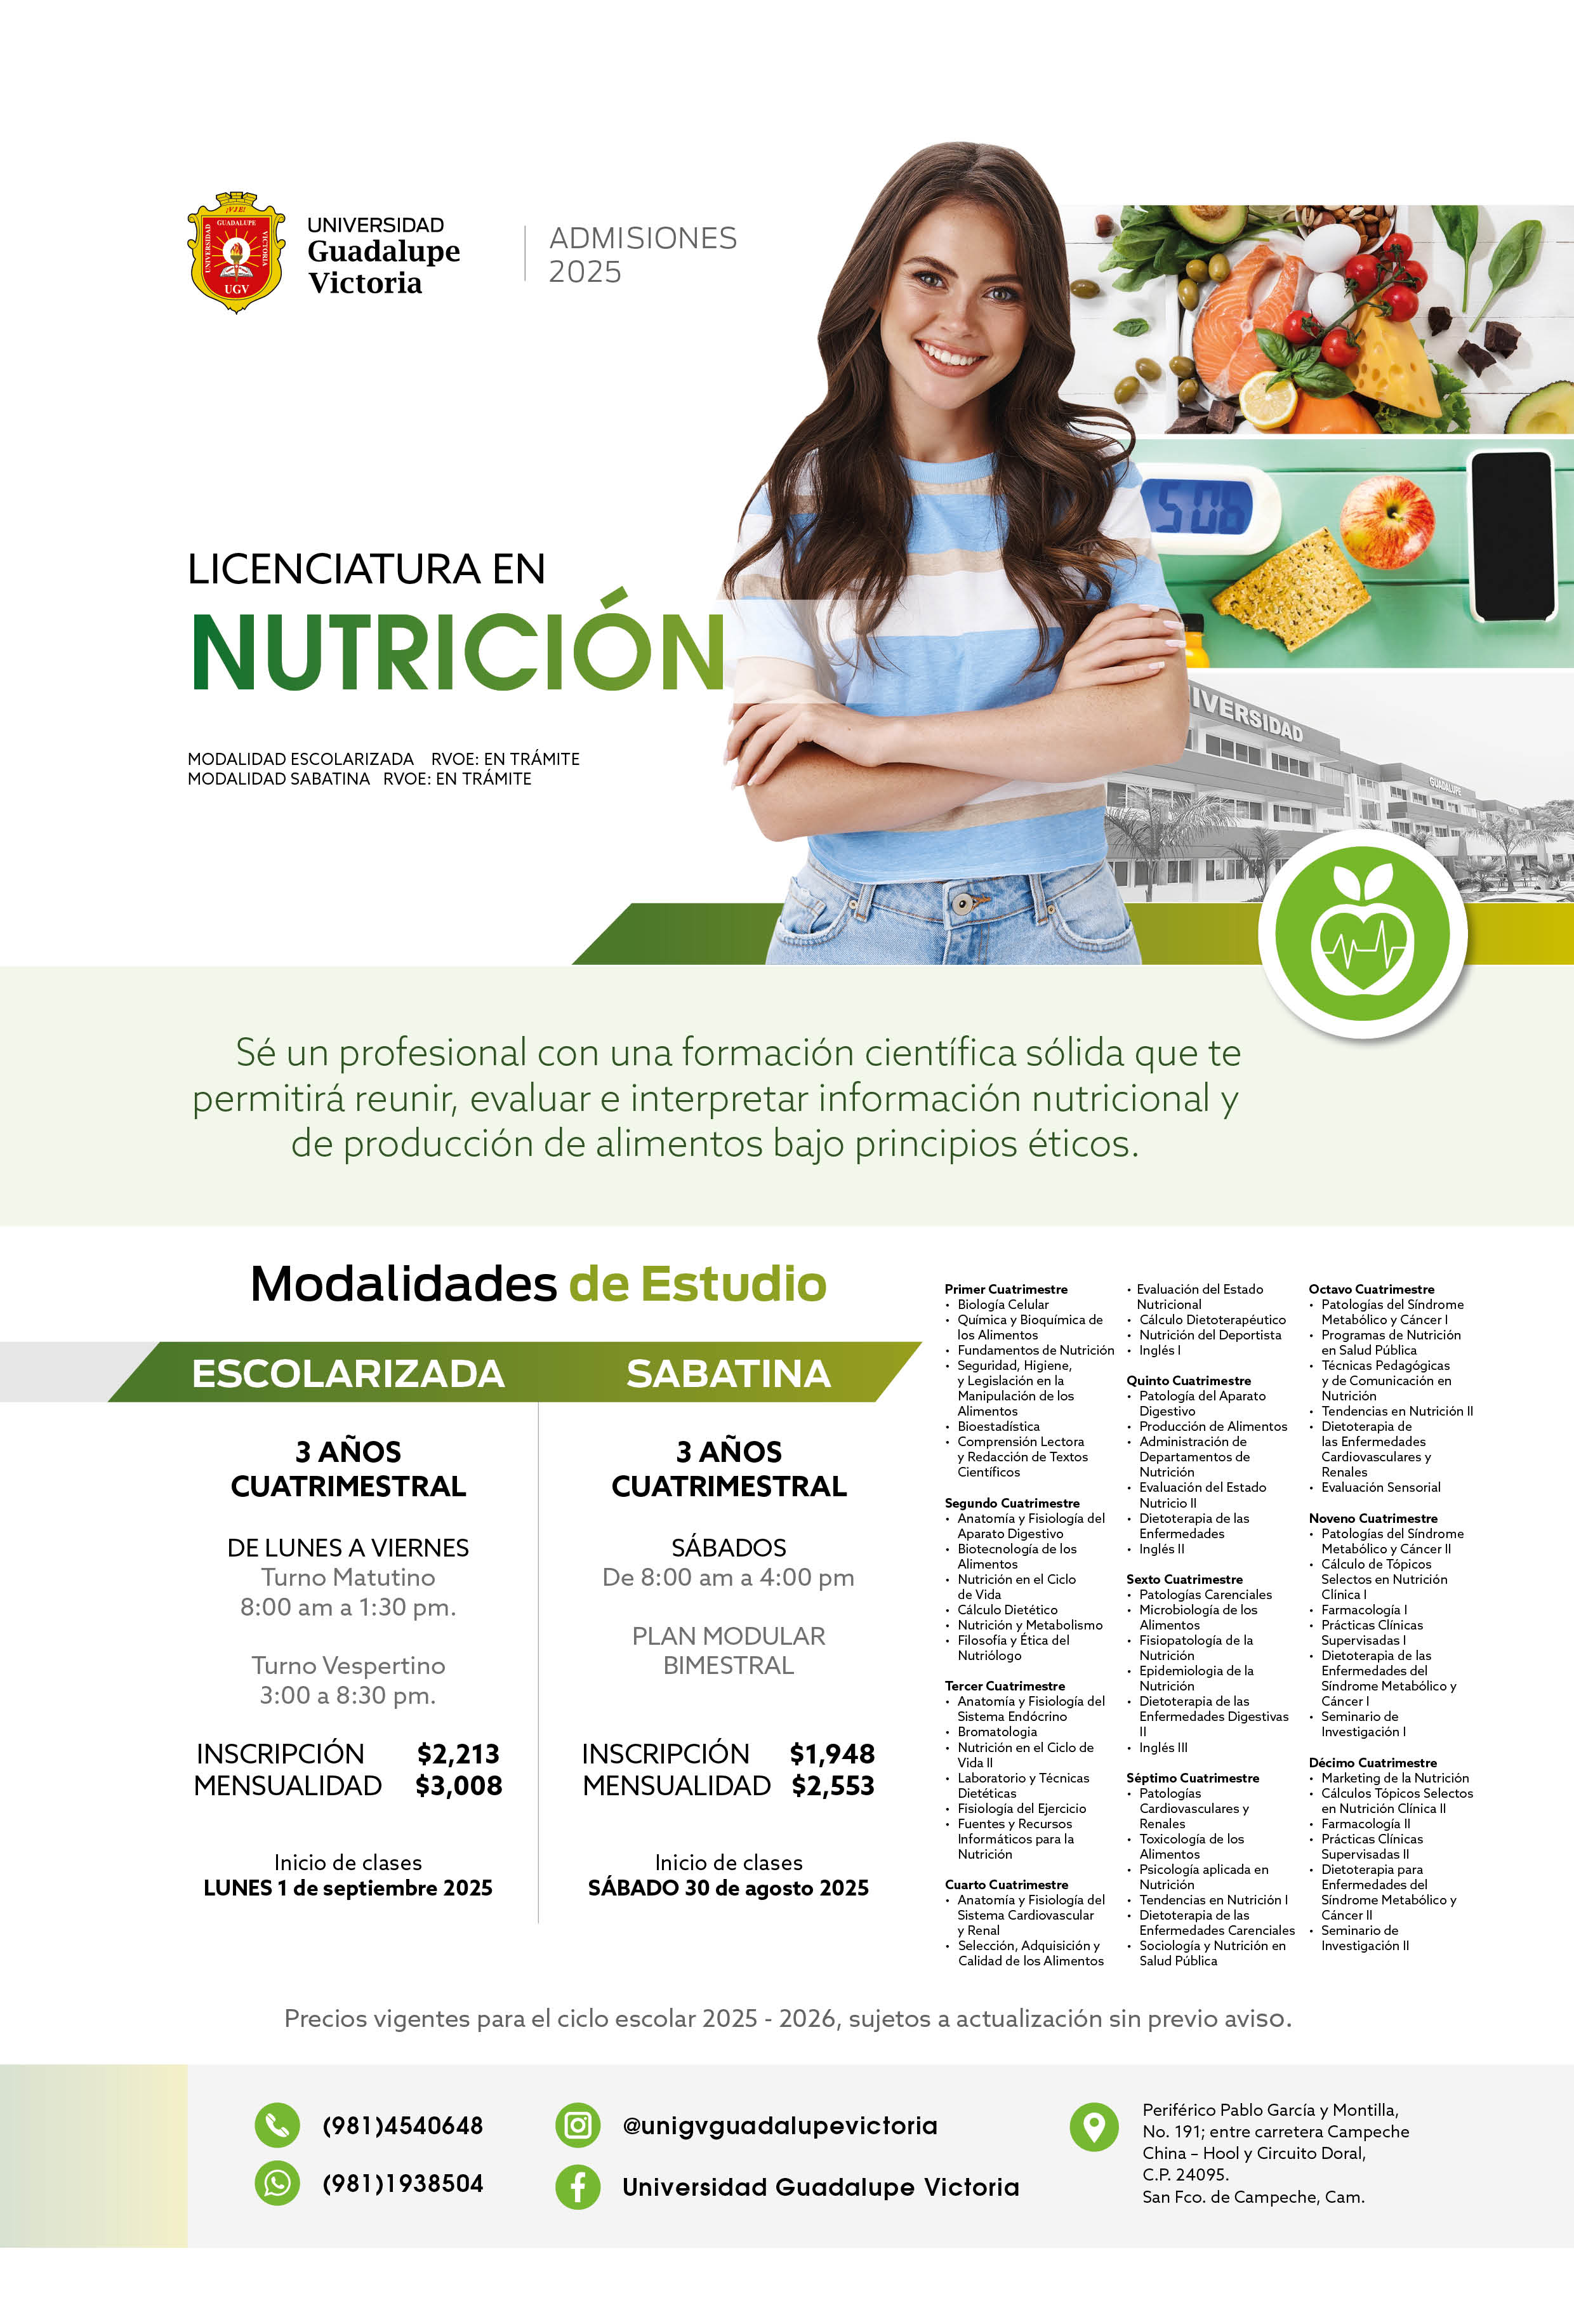 ¡VIE!
GUADALUPE
UNIVERSIDAD
VICTORIA
UGV
UNIVERSIDAD
Guadalupe
Victoria
ADMISIONES
2025
506
LICENCIATURA EN
NUTRICIÓN
IVERSIDAD
GUADALUPE
MODALIDAD ESCOLARIZADA RVOE: EN TRÁMITE
MODALIDAD SABATINA RVOE: EN TRÁMITE
Sé un profesional con una formación científica sólida que te
permitirá reunir, evaluar e interpretar información nutricional y
de producción de alimentos bajo principios éticos.
Modalidades de Estudio
ESCOLARIZADA
3 AÑOS
CUATRIMESTRAL
DE LUNES A VIERNES
Turno Matutino
8:00 am a 1:30 pm.
Turno Vespertino
3:00 a 8:30 pm.
INSCRIPCIÓN $2,213
MENSUALIDAD $3,008
Inicio de clases
LUNES 1 de septiembre 2025
SABATINA
3 AÑOS
CUATRIMESTRAL
SÁBADOS
De 8:00 am a 4:00 pm
PLAN MODULAR
BIMESTRAL
INSCRIPCIÓN $1,948
MENSUALIDAD $2,553
Inicio de clases
SÁBADO 30 de agosto 2025
Primer Cuatrimestre
• Biología Celular
• Química y Bioquímica de
los Alimentos
• Fundamentos de Nutrición
• Seguridad, Higiene,
y Legislación en la
Manipulación de los
Alimentos
• Bioestadística
• Comprensión Lectora
y Redacción de Textos
Científicos
Segundo Cuatrimestre
• Anatomía y Fisiología del
Aparato Digestivo
• Biotecnología de los
Alimentos
• Nutrición en el Ciclo
de Vida
• Cálculo Dietético
• Nutrición y Metabolismo
• Filosofía y Ética del
Nutriólogo
Tercer Cuatrimestre
• Anatomía y Fisiología del
Sistema Endócrino
• Bromatologia
• Nutrición en el Ciclo de
Vida II
• Laboratorio y Técnicas
Dietéticas
• Fisiología del Ejercicio
• Fuentes y Recursos
Informáticos para la
Nutrición
Cuarto Cuatrimestre
• Anatomía y Fisiología del
Sistema Cardiovascular
y Renal
• Selección, Adquisición y
Calidad de los Alimentos
• Evaluación del Estado
Nutricional
• Cálculo Dietoterapéutico
• Nutrición del Deportista
• Inglés I
Quinto Cuatrimestre
• Patología del Aparato
Digestivo
• Producción de Alimentos
• Administración de
Departamentos de
Nutrición
• Evaluación del Estado
Nutricio II
• Dietoterapia de las
Enfermedades
• Inglés II
Sexto Cuatrimestre
• Patologías Carenciales
• Microbiología de los
Alimentos
• Fisiopatología de la
Nutrición
• Epidemiologia de la
Nutrición
• Dietoterapia de las
Enfermedades Digestivas
II
• Inglés III
Séptimo Cuatrimestre
• Patologías
Cardiovasculares y
Renales
• Toxicología de los
Alimentos
• Psicología aplicada en
Nutrición
• Tendencias en Nutrición I
• Dietoterapia de las
Enfermedades Carenciales
• Sociología y Nutrición en
Salud Pública
Octavo Cuatrimestre
• Patologías del Síndrome
Metabólico y Cáncer I
• Programas de Nutrición
en Salud Pública
• Técnicas Pedagógicas
y de Comunicación en
Nutrición
• Tendencias en Nutrición II
• Dietoterapia de
las Enfermedades
Cardiovasculares y
Renales
• Evaluación Sensorial
Noveno Cuatrimestre
• Patologías del Síndrome
Metabólico y Cáncer II
• Cálculo de Tópicos
Selectos en Nutrición
Clínica I
• Farmacología I
• Prácticas Clínicas
Supervisadas I
• Dietoterapia de las
Enfermedades del
Síndrome Metabólico y
Cáncer I
• Seminario de
Investigación I
Décimo Cuatrimestre
• Marketing de la Nutrición
• Cálculos Tópicos Selectos
en Nutrición Clínica II
• Farmacología II
• Prácticas Clínicas
Supervisadas II
• Dietoterapia para
Enfermedades del
Síndrome Metabólico y
Cáncer II
• Seminario de
Investigación II
Precios vigentes para el ciclo escolar 2025 - 2026, sujetos a actualización sin previo aviso.
(981)4540648
(981)1938504
@unigvguadalupevictoria
Universidad Guadalupe Victoria
Periférico Pablo García y Montilla,
No. 191; entre carretera Campeche
China – Hool y Circuito Doral,
C.P. 24095.
San Fco. de Campeche, Cam.